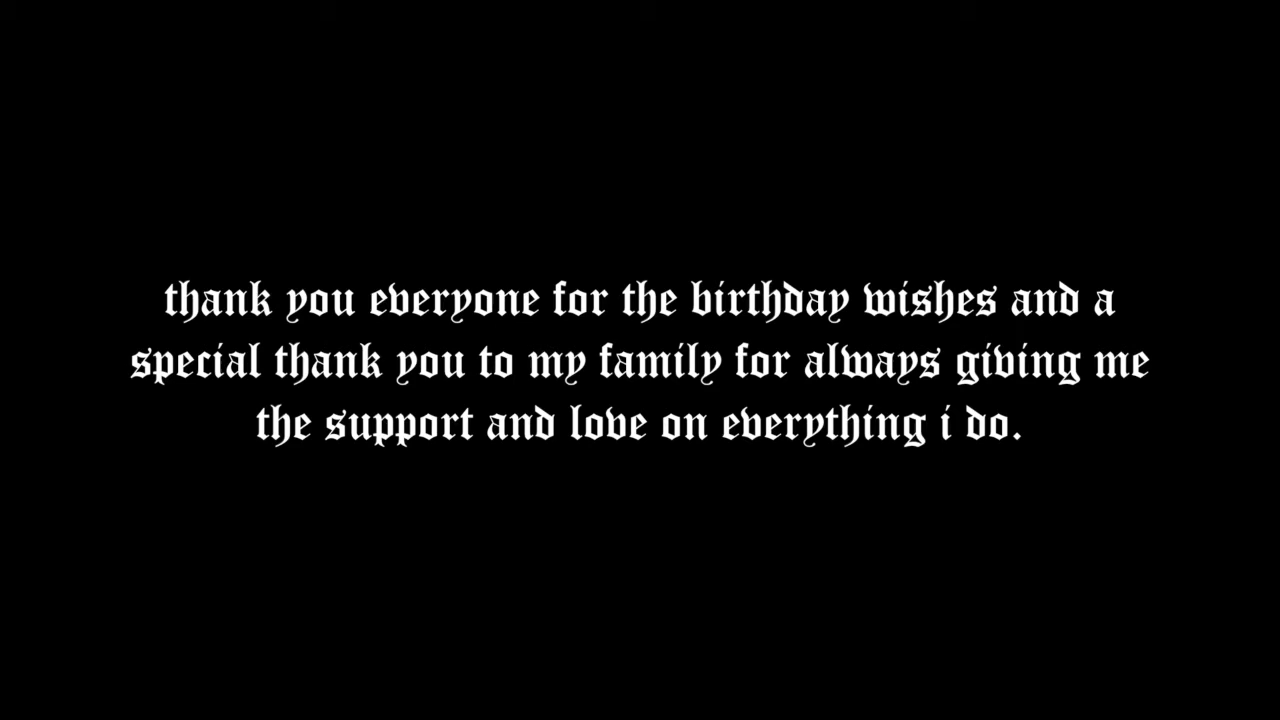 thank you everyone for the birthday wishes and a
special thank you to my family for always giving me
the support and love on everything i do.